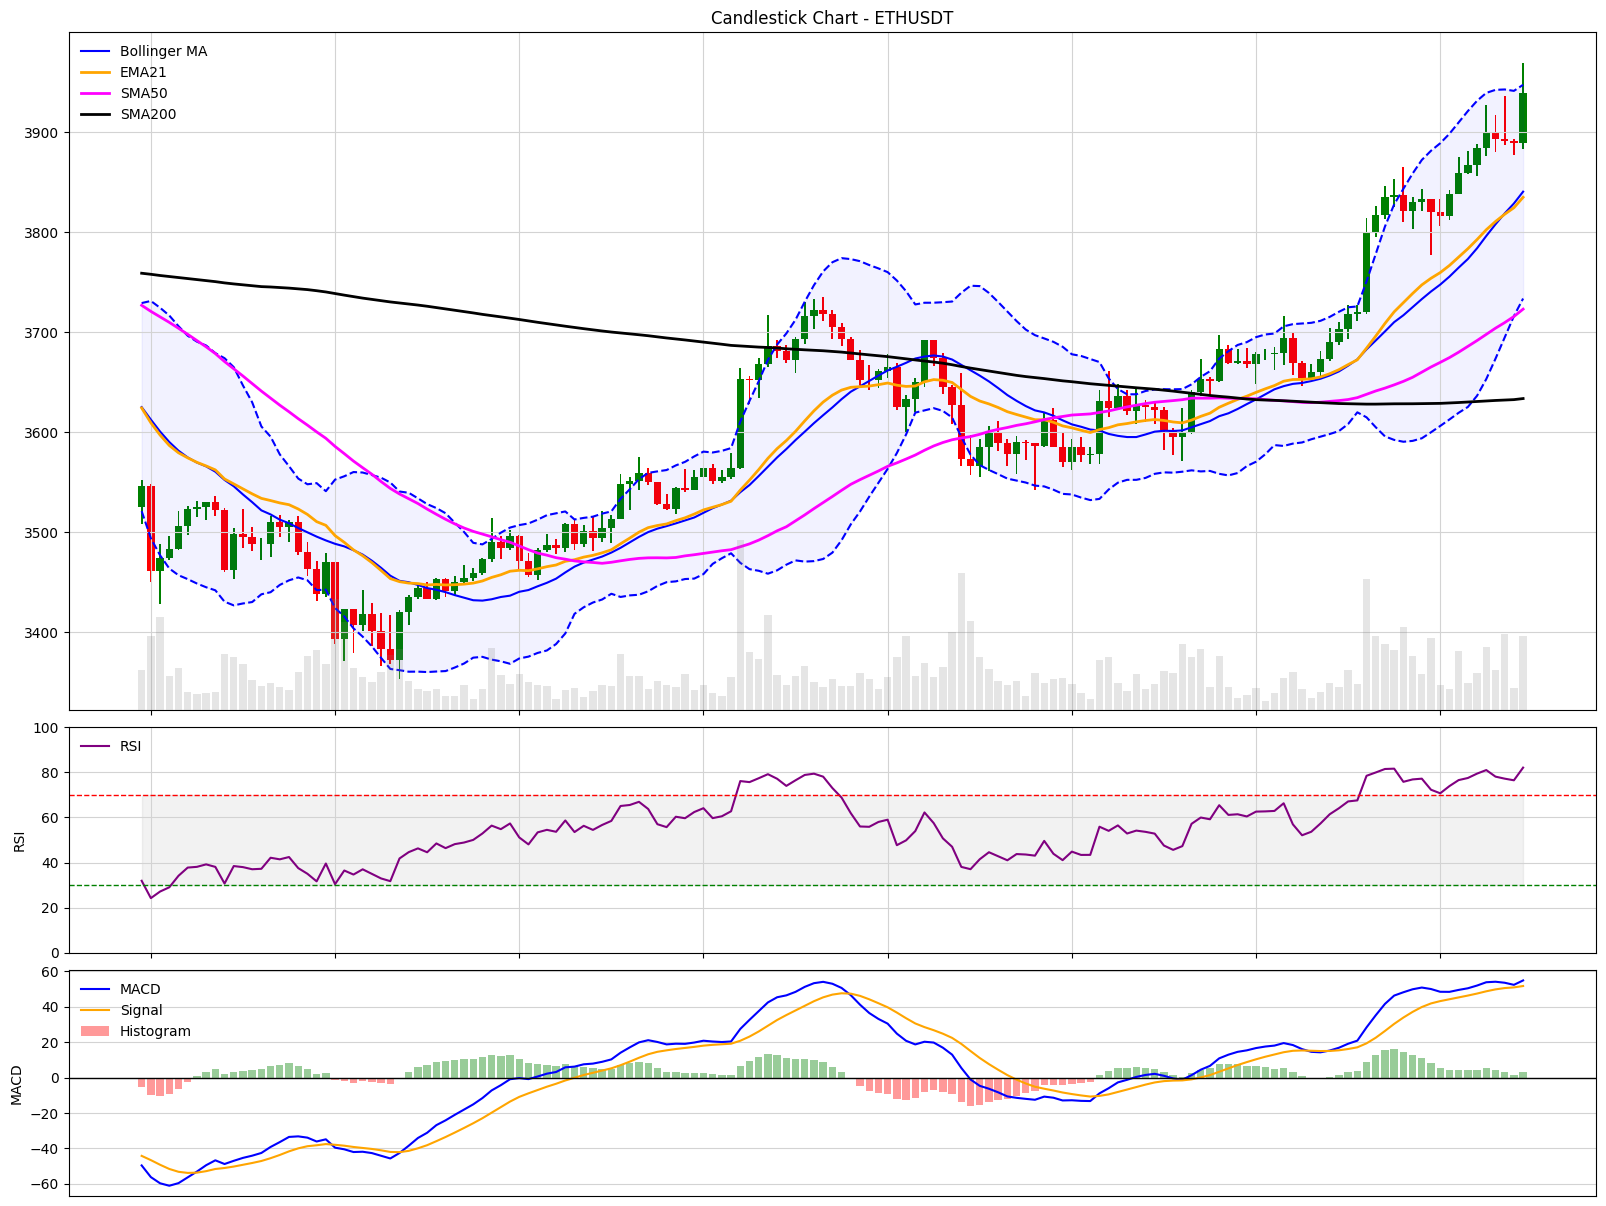 Candlestick Chart - ETHUSDT
Bollinger MA
EMA21
SMA50
SMA200
3900
3800
3700
3600
3500
3400
100
80
60
40
20
0
RSI
RSI
60
40
20
0
−20
−40
−60
MACD
MACD
Signal
Histogram